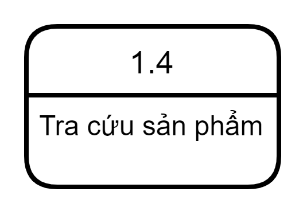 1.4
Tra cứu sản phẩm